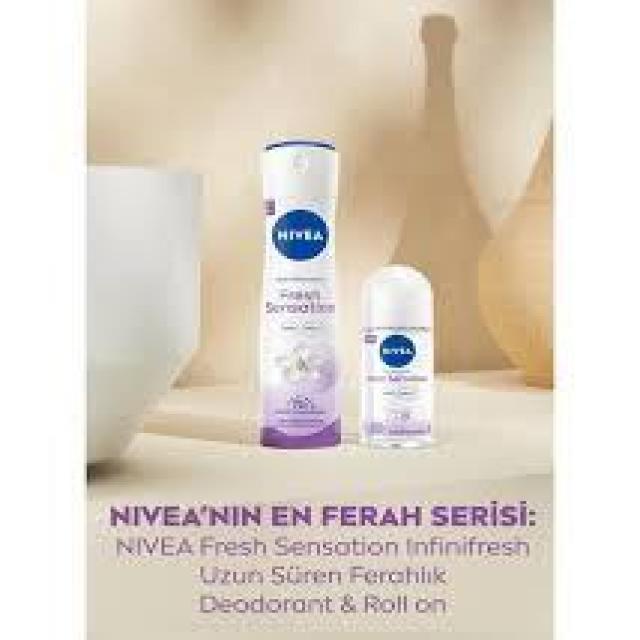 NIVEA
Fresh
Sensation
NIVEA
NIVEA'NIN EN FERAH SERİSİ:
NIVEA Fresh Sensation Infinifresh
Uzun Süren Ferahlık
Deodorant & Roll on